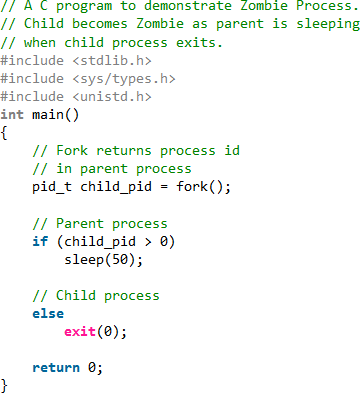 // A C program to demonstrate Zombie Process.
// Child becomes Zombie as parent is sleeping
// when child process exits.
#include <stdlib.h>
#include <sys/types.h>
#include <unistd.h>
int main()
{
    // Fork returns process id
    // in parent process
    pid_t child_pid = fork();

    // Parent process
    if (child_pid > 0)
        sleep(50);

    // Child process
    else
        exit(0);

    return 0;
}